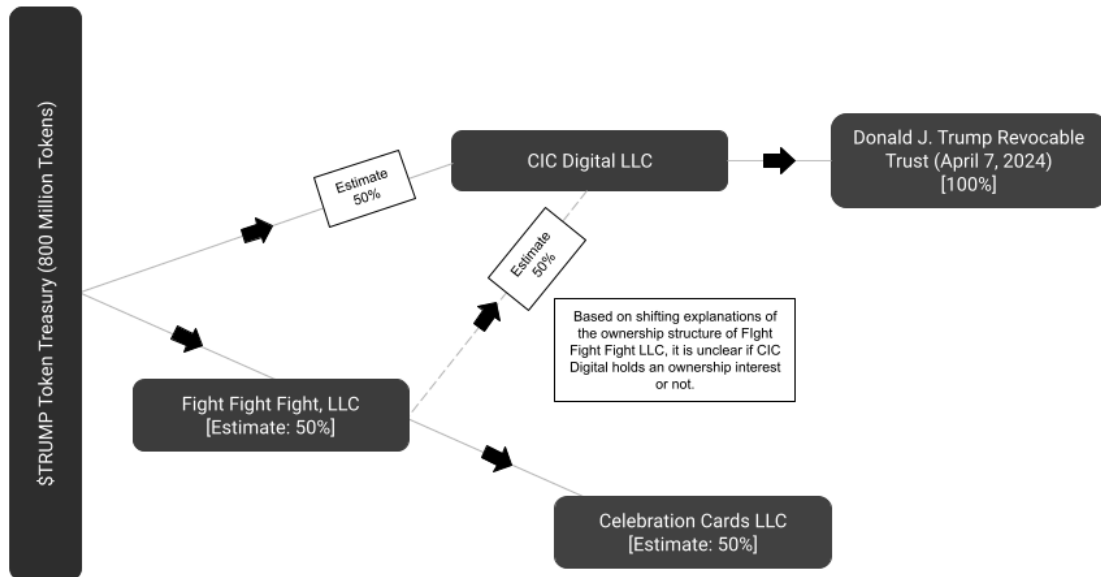 $TRUMP Token Treasury (800 Million Tokens)
Estimate
50%
CIC Digital LLC
Donald J. Trump Revocable
Trust (April 7, 2024)
[100%]
Estimate
50%
Based on shifting explanations
of the ownership structure of FIght
Fight Fight LLC, it is unclear if CIC
Digital holds an ownership interest
or not.
Fight Fight Fight, LLC
[Estimate: 50%]
Celebration Cards LLC
[Estimate: 50%]